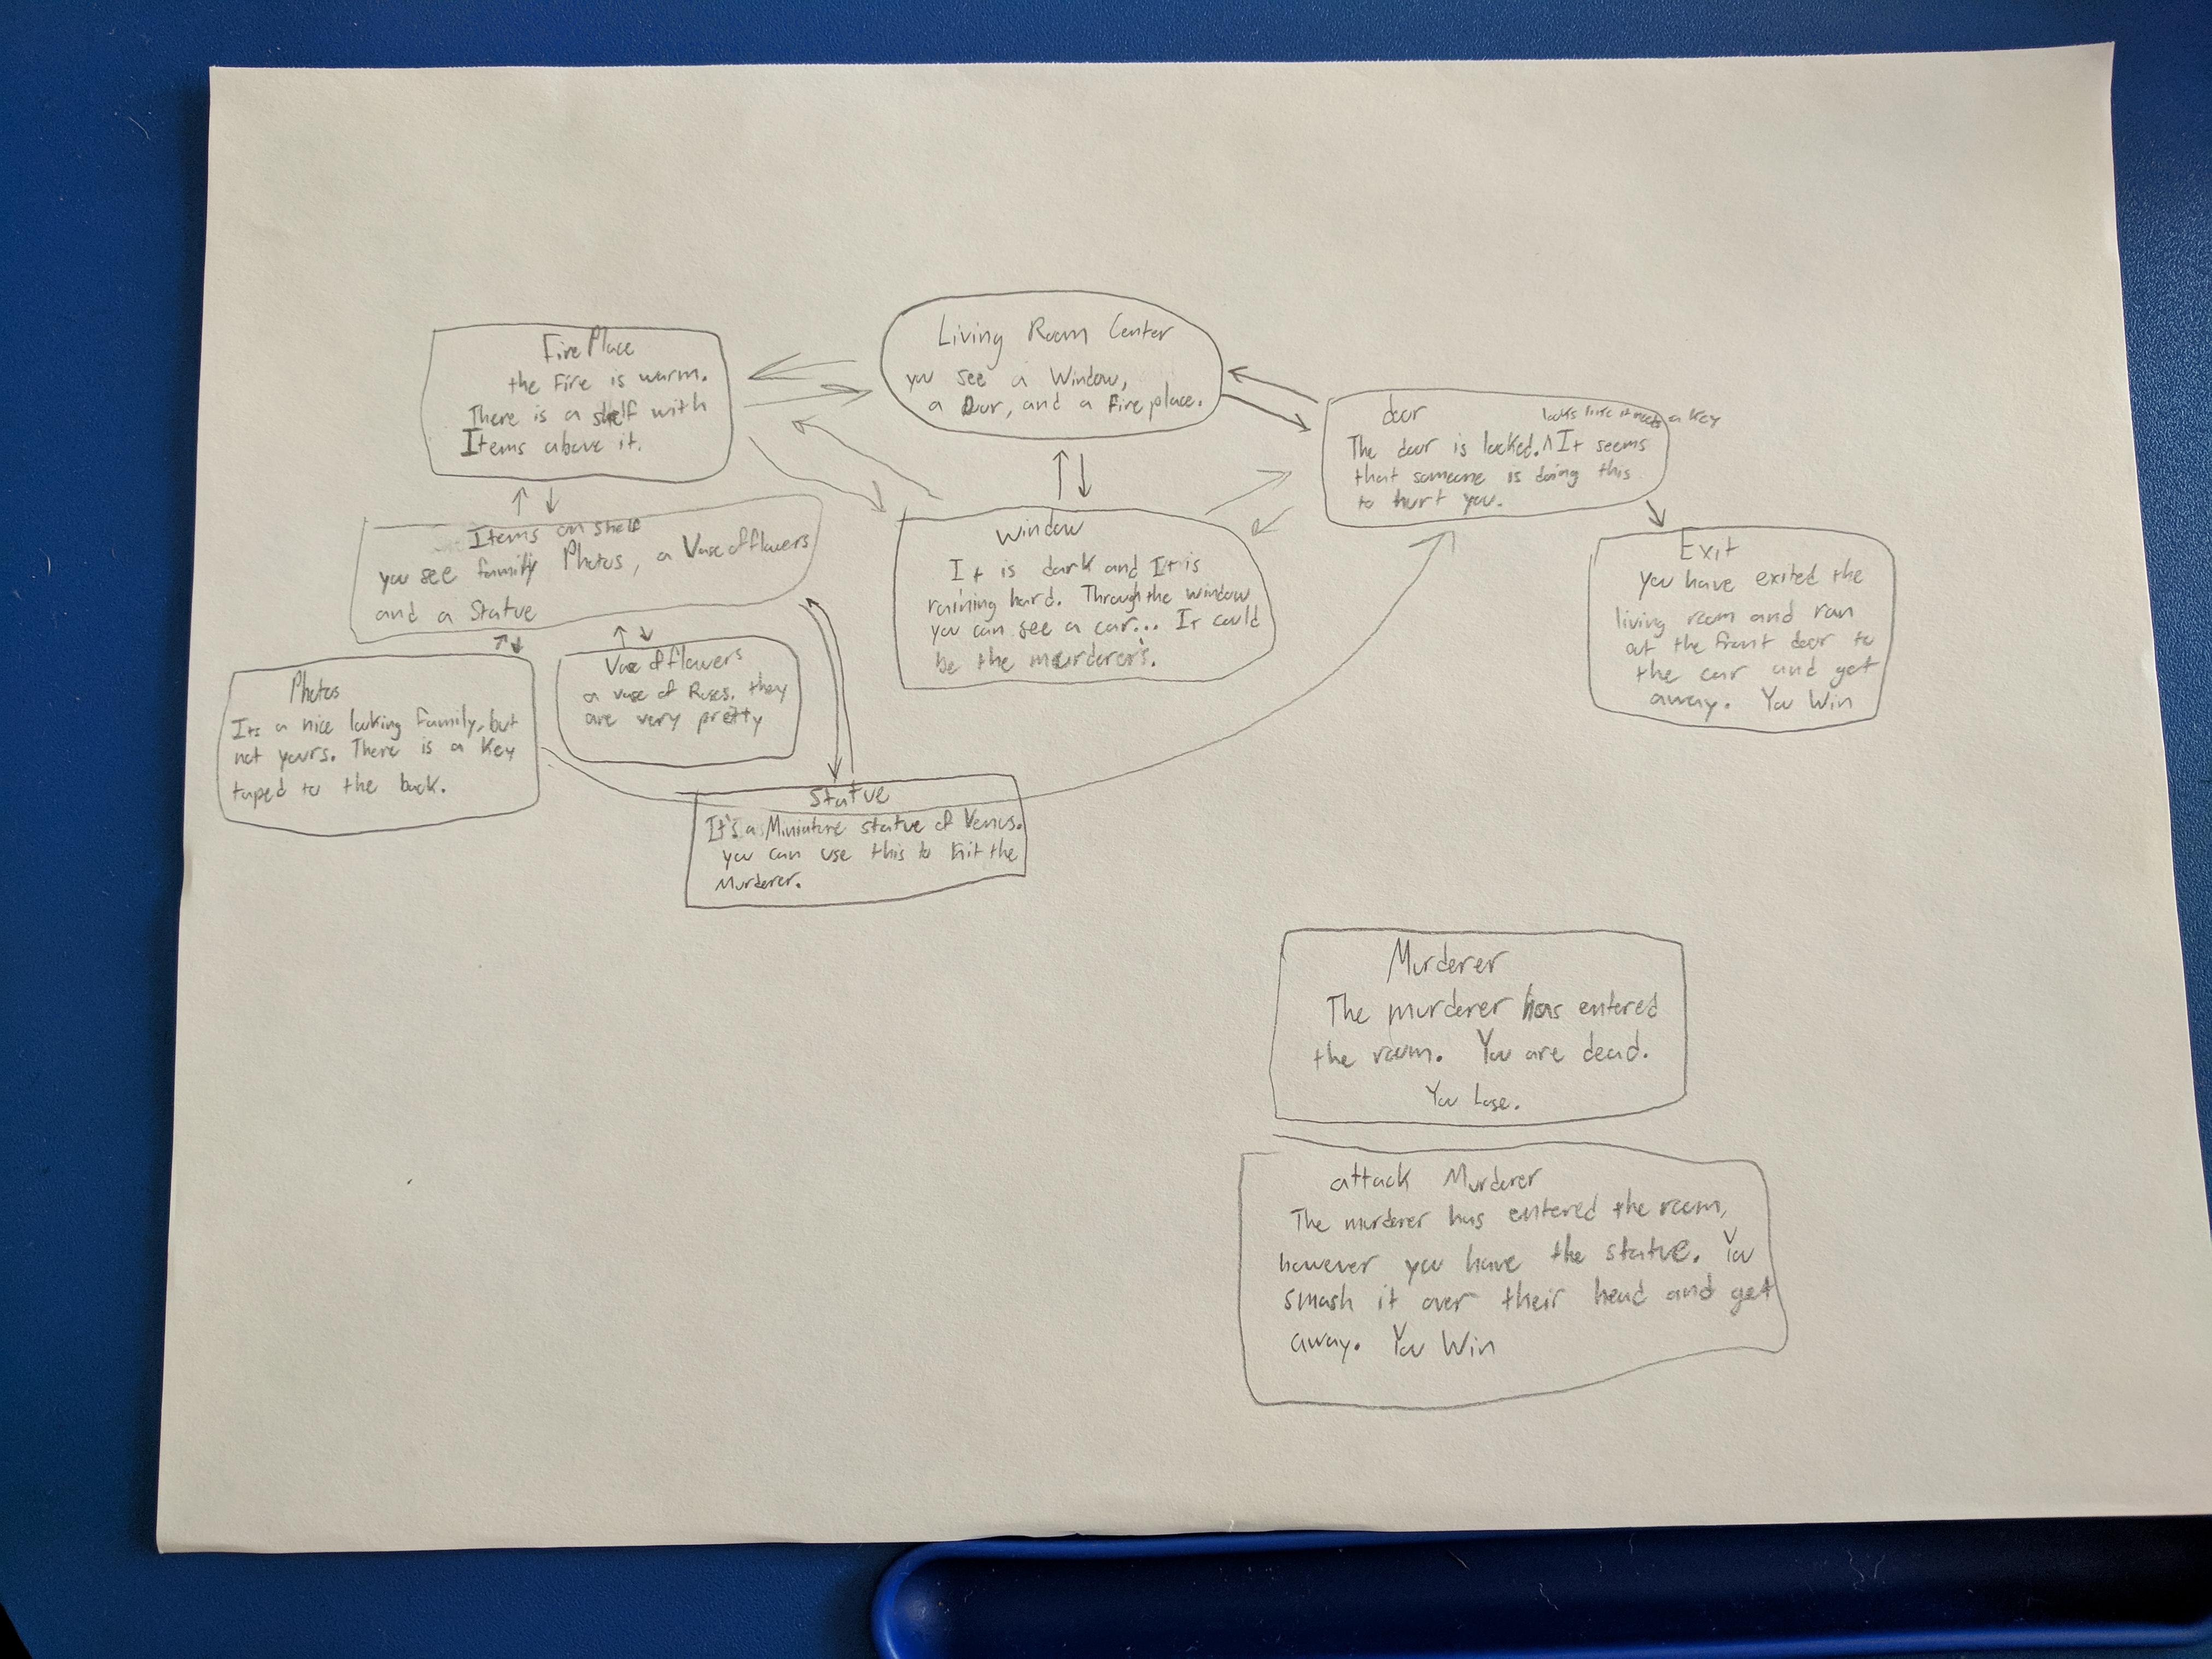 Living Room Center
you see a Window,
a Door, and a Fireplace.
Fire Place
the Fire is warm.
There is a shelf with
Items above it.
door
looks like it needs a Key
The door is locked. ^ It seems
that someone is doing this
to hurt you.
Items on shelf
you see family Photos, a Vase of flowers
and a Statue
Window
It is dark and It is
raining hard. Through the window
you can see a car... It could
be the murderer's.
Exit
you have exited the
living room and ran
out the front door to
the car and get
away. You Win
Photos
Its a nice looking family, but
not yours. There is a Key
taped to the back.
Vase of flowers
a vase of Roses. they
are very pretty
Statue
It's a Miniature statue of Venus.
you can use this to hit the
Murderer.
Murderer
The murderer has entered
the room. You are dead.
You Lose.
attack Murderer
The murderer has entered the room,
however you have the statue. You
smash it over their head and get
away. You Win